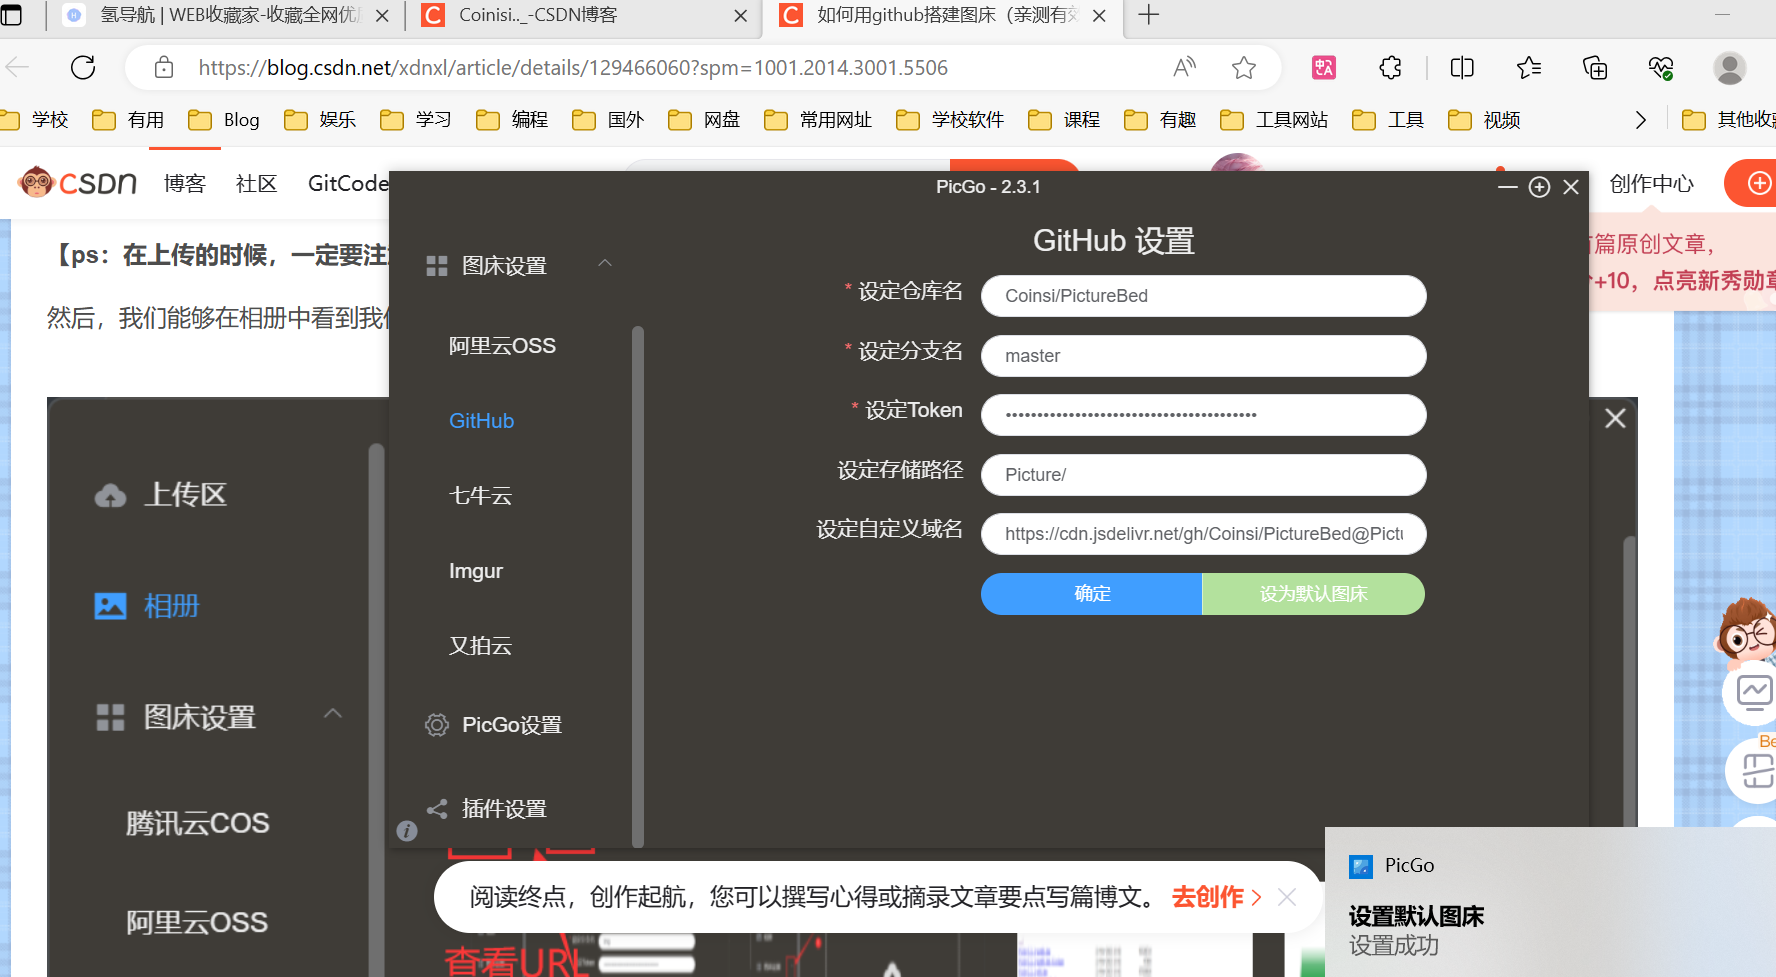 氢导航 | WEB收藏家-收藏全网优
Coinisi.._-CSDN博客
如何用github搭建图床（亲测有效
https://blog.csdn.net/xdnxl/article/details/129466060?spm=1001.2014.3001.5506
学校 有用 Blog 娱乐 学习 编程 国外 网盘 常用网址 学校软件 课程 有趣 工具网站 工具 视频 其他收藏
CSDN 博客 社区 GitCode 创作中心
PicGo - 2.3.1
【ps：在上传的时候，一定要注
篇原创文章，
+10，点亮新秀勋章
然后，我们能够在相册中看到我们
GitHub 设置
图床设置
阿里云OSS
GitHub
七牛云
Imgur
又拍云
PicGo设置
插件设置
* 设定仓库名 Coinsi/PictureBed
* 设定分支名 master
* 设定Token ••••••••••••••••••••••••••••••••••••••••
设定存储路径 Picture/
设定自定义域名 https://cdn.jsdelivr.net/gh/Coinsi/PictureBed@Pictu
确定 设为默认图床
上传区
相册
图床设置
腾讯云COS
阿里云OSS
Be
阅读终点，创作起航，您可以撰写心得或摘录文章要点写篇博文。 去创作 >
查看URL
PicGo
设置默认图床
设置成功